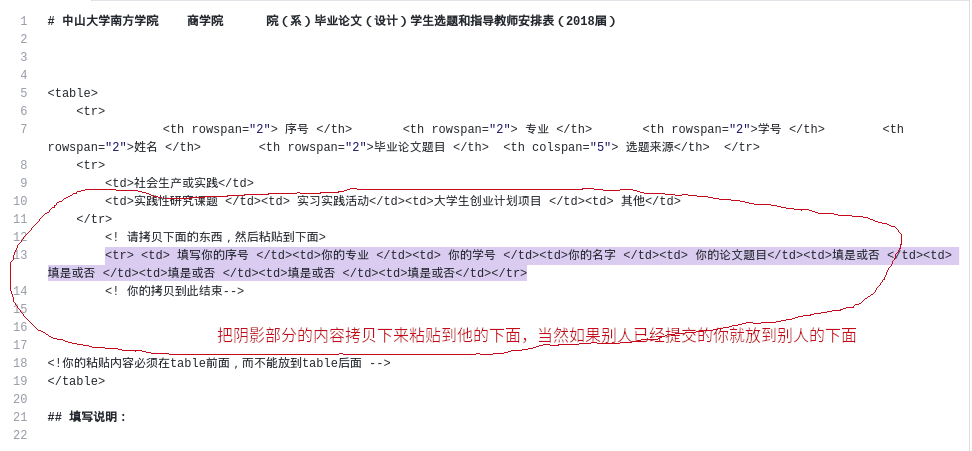 1 # 中山大学南方学院 商学院 院（系）毕业论文（设计）学生选题和指导教师安排表（2018届）
2
3
4
5 <table>
6 <tr>
7 <th rowspan="2"> 序号 </th> <th rowspan="2"> 专业 </th> <th rowspan="2">学号 </th> <th
rowspan="2">姓名 </th> <th rowspan="2">毕业论文题目 </th> <th colspan="5"> 选题来源</th> </tr>
8 <tr>
9 <td>社会生产或实践</td>
10 <td>实践性研究课题 </td><td> 实习实践活动</td><td>大学生创业计划项目 </td><td> 其他</td>
11 </tr>
12 <! 请拷贝下面的东西，然后粘贴到下面>
13 <tr> <td> 填写你的序号 </td><td>你的专业 </td><td> 你的学号 </td><td>你的名字 </td><td> 你的论文题目</td><td>填是或否 </td><td>
填是或否 </td><td>填是或否 </td><td>填是或否 </td><td>填是或否</td></tr>
14 <! 你的拷贝到此结束-->
15
16 把阴影部分的内容拷贝下来粘贴到他的下面，当然如果别人已经提交的你就放到别人的下面
17
18 <!你的粘贴内容必须在table前面，而不能放到table后面 -->
19 </table>
20
21 ## 填写说明：
22